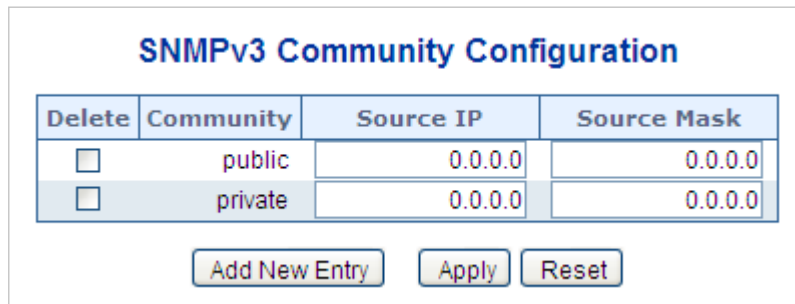 SNMPv3 Community Configuration
Delete Community Source IP Source Mask
public 0.0.0.0 0.0.0.0
private 0.0.0.0 0.0.0.0
Add New Entry Apply Reset